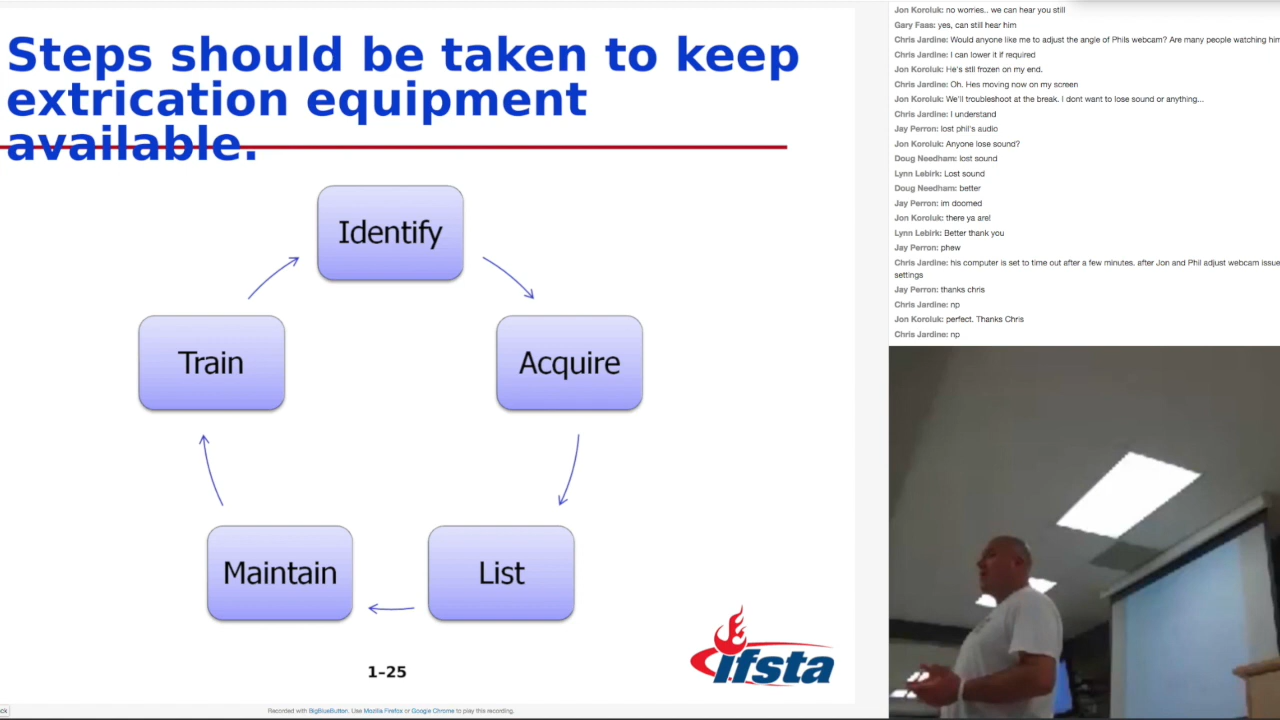 Steps should be taken to keep
extrication equipment
available.
Identify
Acquire
List
Maintain
Train
1–25
ifsta
ck
Recorded with BigBlueButton. Use Mozilla Firefox or Google Chrome to play this recording.
Jon Koroluk: no worries.. we can hear you still
Gary Faas: yes, can still hear him
Chris Jardine: Would anyone like me to adjust the angle of Phils webcam? Are many people watching him
Chris Jardine: I can lower it if required
Jon Koroluk: He's stll frozen on my end.
Chris Jardine: Oh. Hes moving now on my screen
Jon Koroluk: We'll troubleshoot at the break. I dont want to lose sound or anything...
Chris Jardine: I understand
Jay Perron: lost phil's audio
Jon Koroluk: Anyone lose sound?
Doug Needham: lost sound
Lynn Lebirk: Lost sound
Doug Needham: better
Jay Perron: im doomed
Jon Koroluk: there ya are!
Lynn Lebirk: Better thank you
Jay Perron: phew
Chris Jardine: his computer is set to time out after a few minutes. after Jon and Phil adjust webcam issue
settings
Jay Perron: thanks chris
Chris Jardine: np
Jon Koroluk: perfect. Thanks Chris
Chris Jardine: np